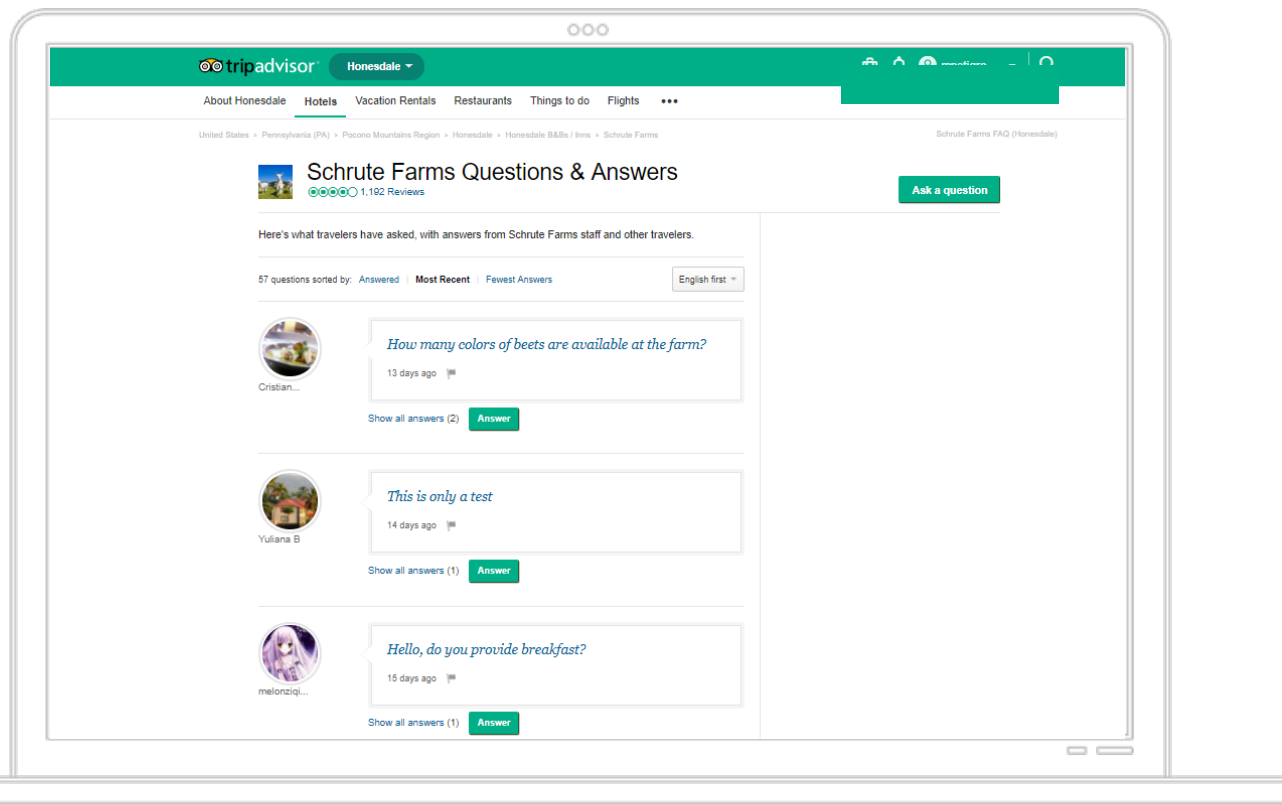 tripadvisor Honesdale
About Honesdale Hotels Vacation Rentals Restaurants Things to do Flights
United States > Pennsylvania (PA) > Pocono Mountains Region > Honesdale > Honesdale B&Bs / Inns > Schrute Farms Schrute Farms FAQ (Honesdale)
Schrute Farms Questions & Answers
1,192 Reviews
Ask a question
Here's what travelers have asked, with answers from Schrute Farms staff and other travelers.
57 questions sorted by: Answered | Most Recent | Fewest Answers English first
How many colors of beets are available at the farm?
13 days ago
Cristian...
Show all answers (2) Answer
This is only a test
14 days ago
Yuliana B
Show all answers (1) Answer
Hello, do you provide breakfast?
15 days ago
melonziqi...
Show all answers (1) Answer